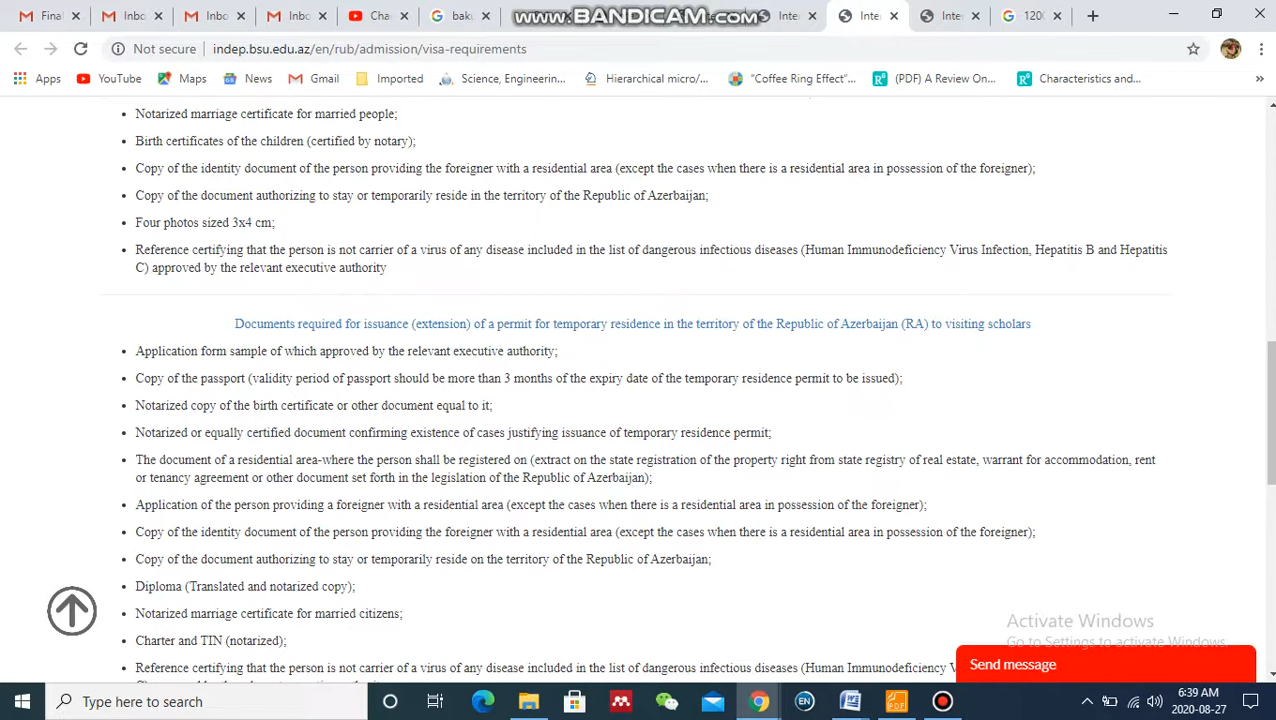 Fina
Inbo
Inbo
Inbo
Cha
baku
www.BANDICAM.com
Inte
Inte
Inte
120
Not secure
indep.bsu.edu.az/en/rub/admission/visa-requirements
Apps
YouTube
Maps
News
Gmail
Imported
Science, Engineerin...
Hierarchical micro/...
"Coffee Ring Effect"...
(PDF) A Review On...
Characteristics and...
»
• Notarized marriage certificate for married people;
• Birth certificates of the children (certified by notary);
• Copy of the identity document of the person providing the foreigner with a residential area (except the cases when there is a residential area in possession of the foreigner);
• Copy of the document authorizing to stay or temporarily reside in the territory of the Republic of Azerbaijan;
• Four photos sized 3x4 cm;
• Reference certifying that the person is not carrier of a virus of any disease included in the list of dangerous infectious diseases (Human Immunodeficiency Virus Infection, Hepatitis B and Hepatitis
C) approved by the relevant executive authority
Documents required for issuance (extension) of a permit for temporary residence in the territory of the Republic of Azerbaijan (RA) to visiting scholars
• Application form sample of which approved by the relevant executive authority;
• Copy of the passport (validity period of passport should be more than 3 months of the expiry date of the temporary residence permit to be issued);
• Notarized copy of the birth certificate or other document equal to it;
• Notarized or equally certified document confirming existence of cases justifying issuance of temporary residence permit;
• The document of a residential area-where the person shall be registered on (extract on the state registration of the property right from state registry of real estate, warrant for accommodation, rent
or tenancy agreement or other document set forth in the legislation of the Republic of Azerbaijan);
• Application of the person providing a foreigner with a residential area (except the cases when there is a residential area in possession of the foreigner);
• Copy of the identity document of the person providing the foreigner with a residential area (except the cases when there is a residential area in possession of the foreigner);
• Copy of the document authorizing to stay or temporarily reside on the territory of the Republic of Azerbaijan;
• Diploma (Translated and notarized copy);
• Notarized marriage certificate for married citizens;
• Charter and TIN (notarized);
• Reference certifying that the person is not carrier of a virus of any disease included in the list of dangerous infectious diseases (Human Immunodeficiency V
Activate Windows
Go to Settings to activate Windows.
Send message
Type here to search
EN
6:39 AM
2020-08-27